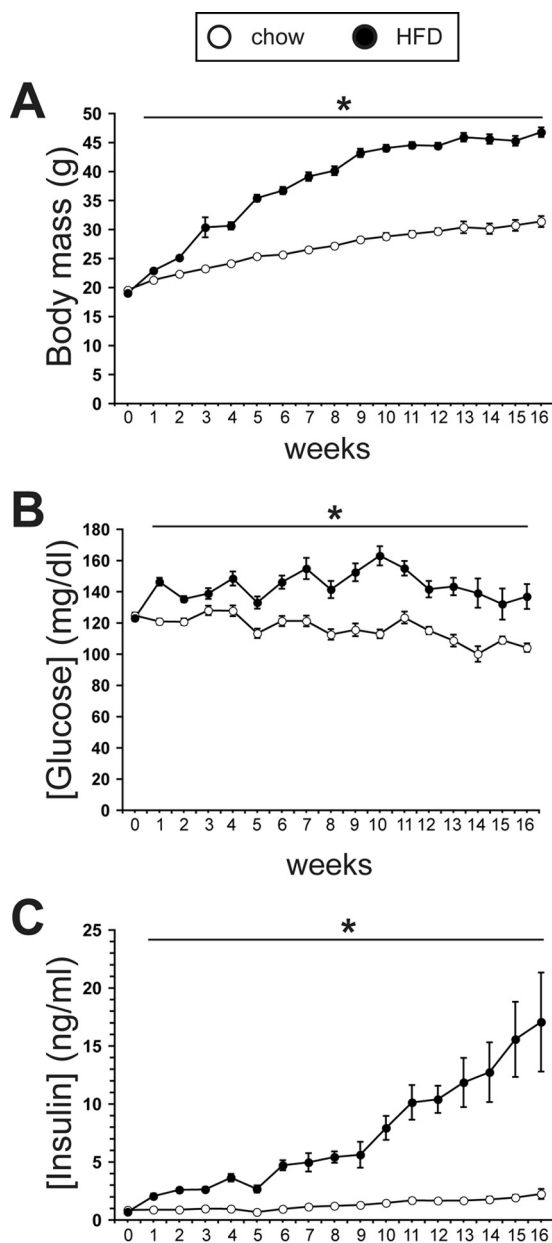 chow HFD
A
*
Body mass (g)
50
45
40
35
30
25
20
15
10
5
0
0 1 2 3 4 5 6 7 8 9 10 11 12 13 14 15 16
weeks
B
*
[Glucose] (mg/dl)
180
160
140
120
100
80
60
40
20
0
0 1 2 3 4 5 6 7 8 9 10 11 12 13 14 15 16
weeks
C
*
[Insulin] (ng/ml)
25
20
15
10
5
0
0 1 2 3 4 5 6 7 8 9 10 11 12 13 14 15 16